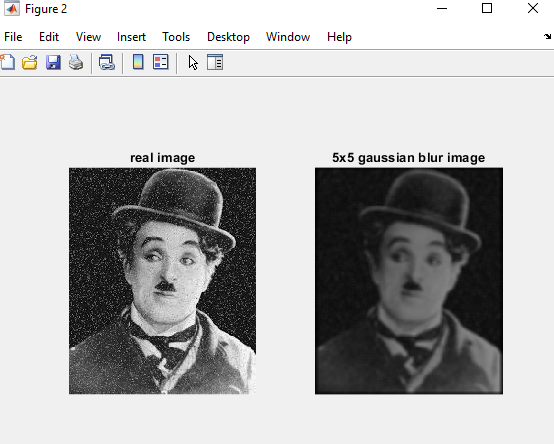 Figure 2
File Edit View Insert Tools Desktop Window Help
real image
5x5 gaussian blur image